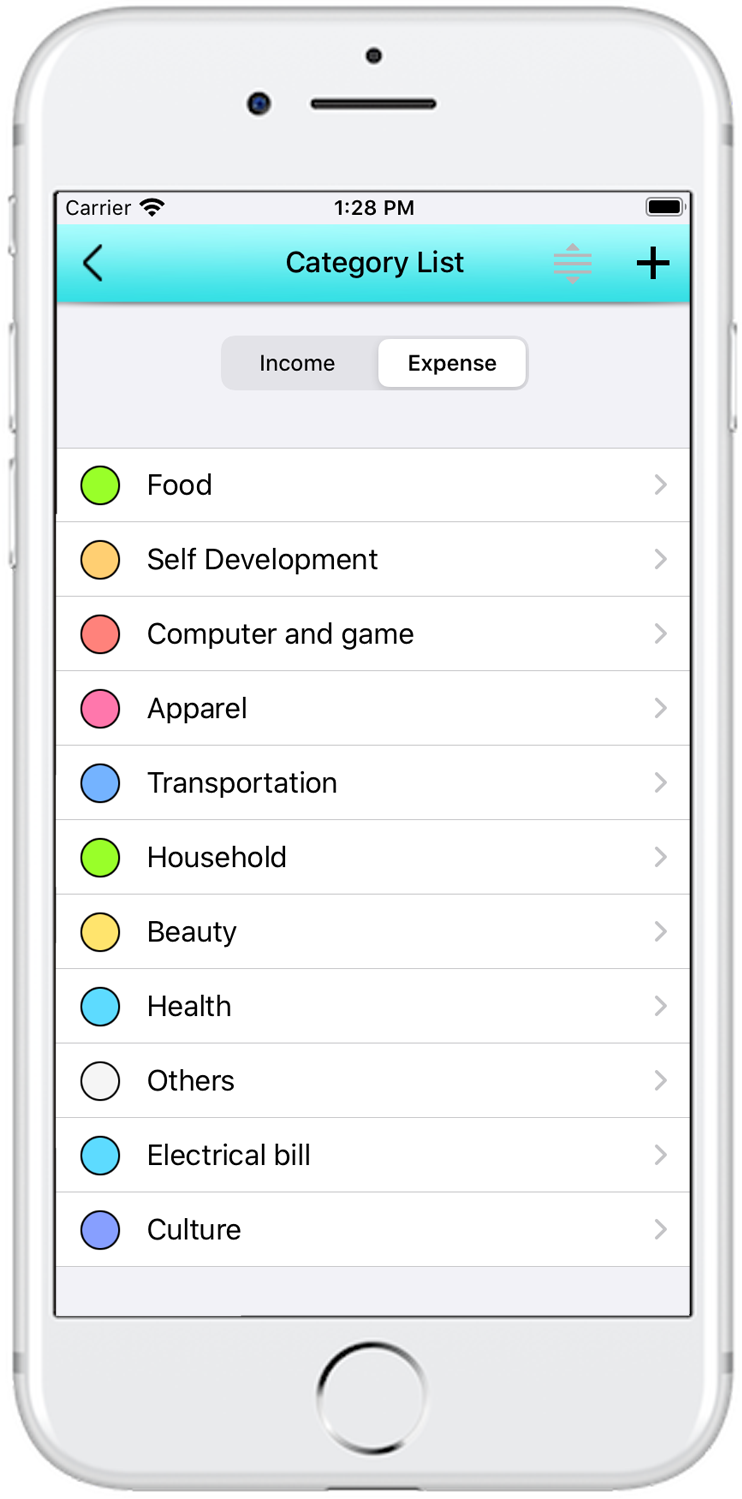 Carrier 1:28 PM
Category List
Income Expense
Food
Self Development
Computer and game
Apparel
Transportation
Household
Beauty
Health
Others
Electrical bill
Culture